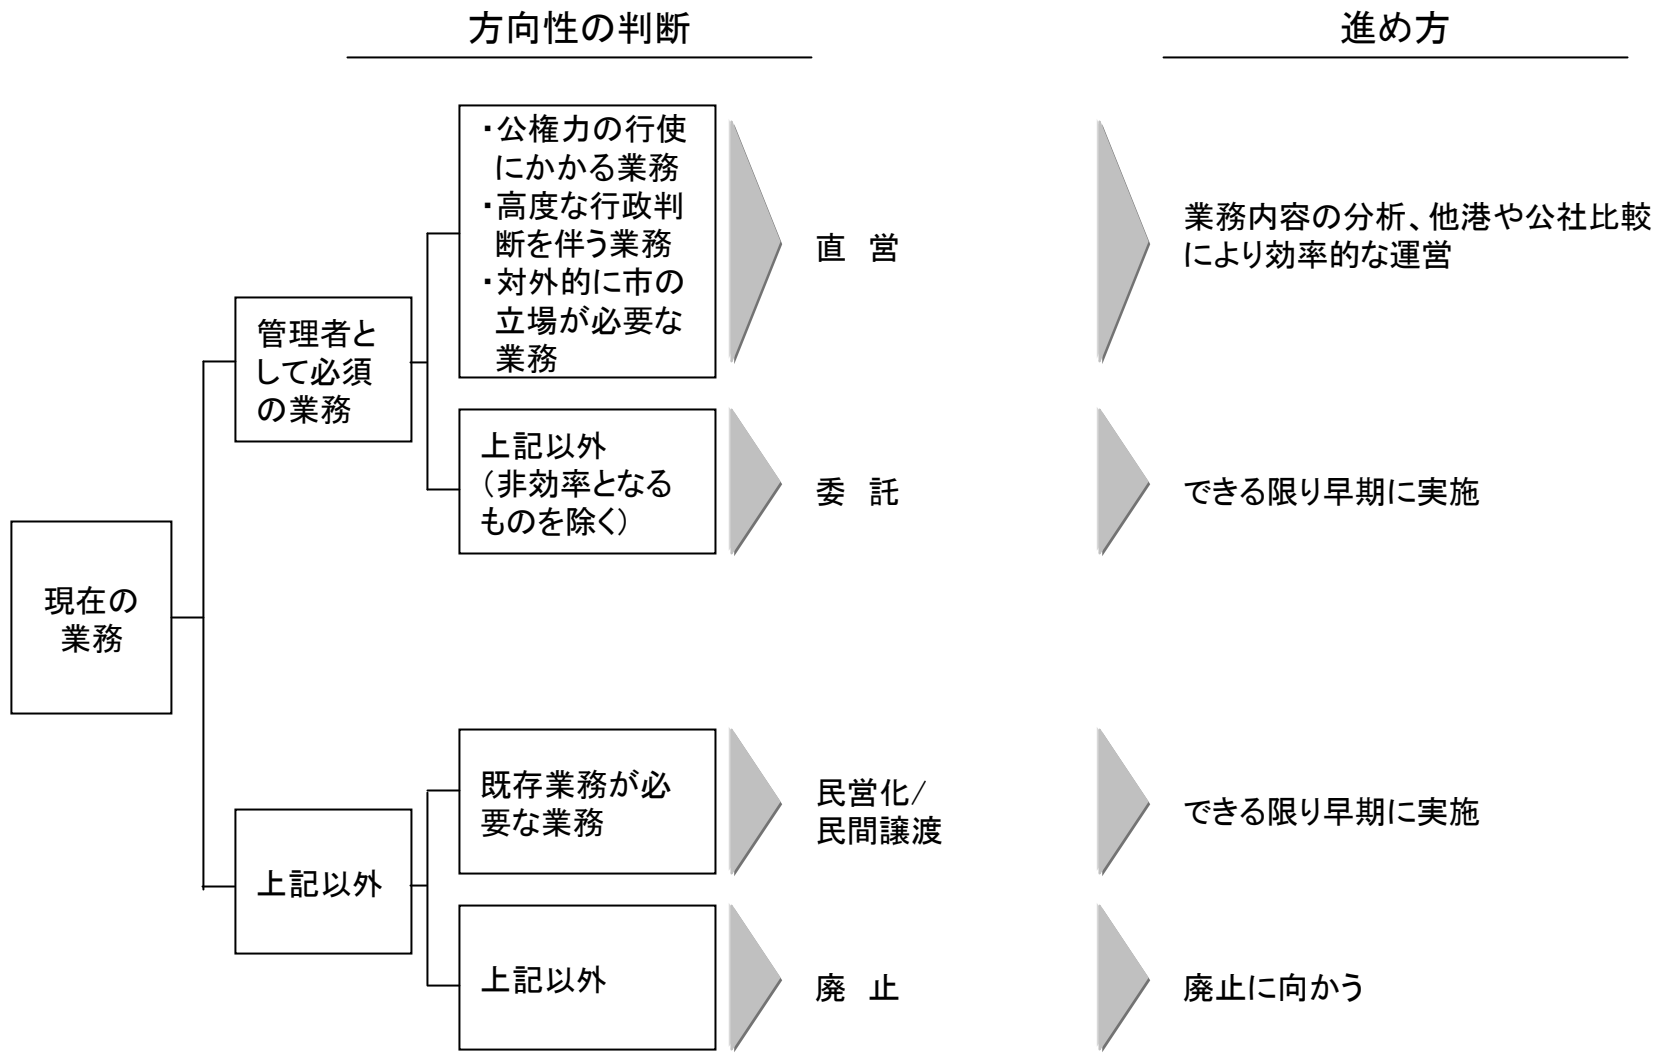 方向性の判断
進め方
・公権力の行使
にかかる業務
・高度な行政判
断を伴う業務
・対外的に市の
立場が必要な
業務
直 営
業務内容の分析、他港や公社比較
により効率的な運営
管理者と
して必須
の業務
上記以外
（非効率となる
ものを除く）
委 託
できる限り早期に実施
現在の
業務
既存業務が必
要な業務
民営化/
民間譲渡
できる限り早期に実施
上記以外
上記以外
廃 止
廃止に向かう